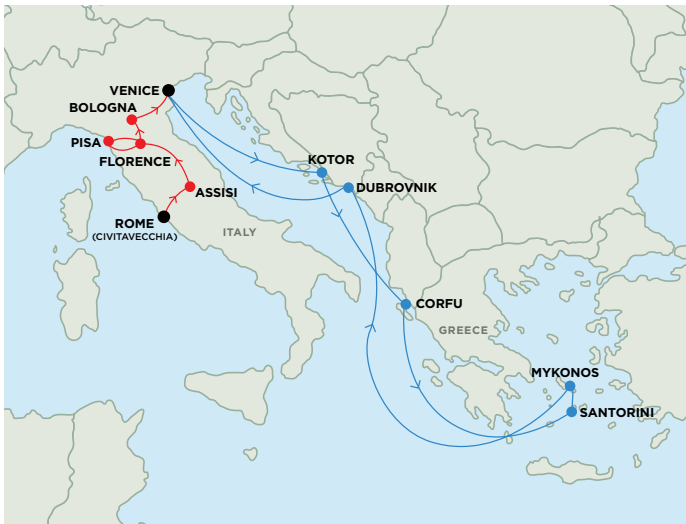 VENICE
BOLOGNA
PISA
FLORENCE
KOTOR
DUBROVNIK
ASSISI
ROME
(CIVITAVECCHIA)
ITALY
CORFU
GREECE
MYKONOS
SANTORINI